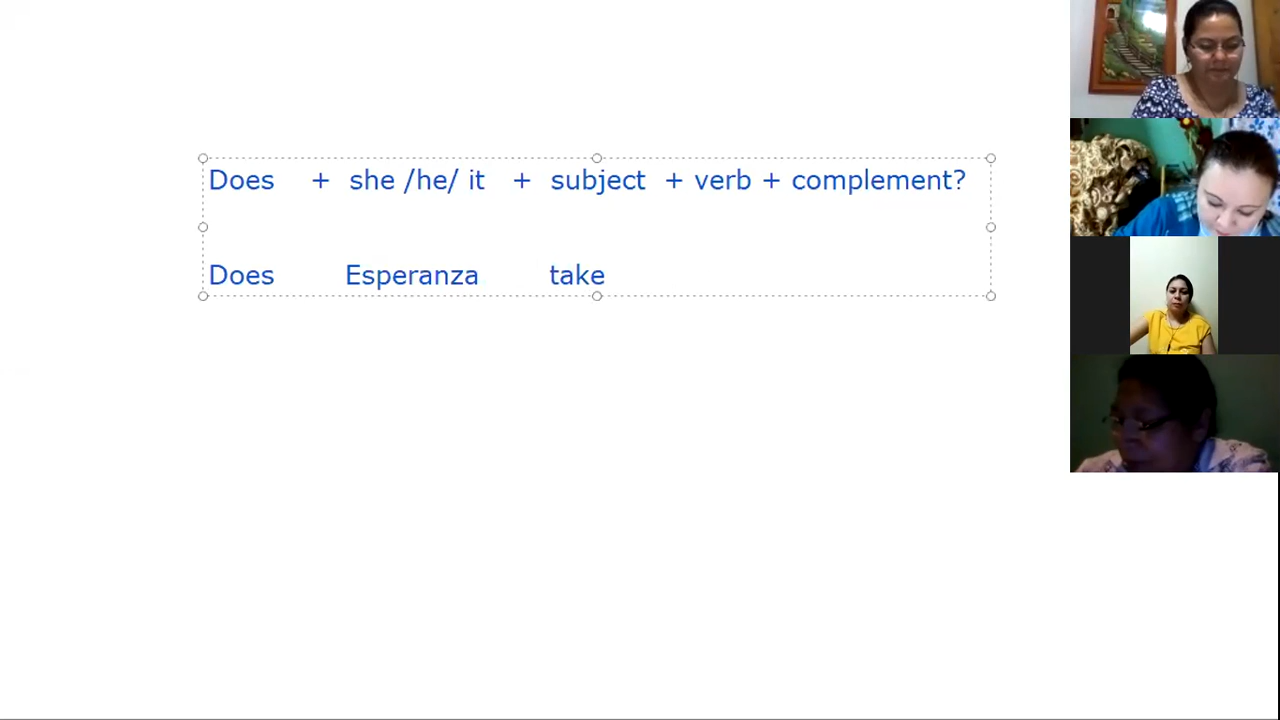 Does + she /he/ it + subject + verb + complement?
Does Esperanza take